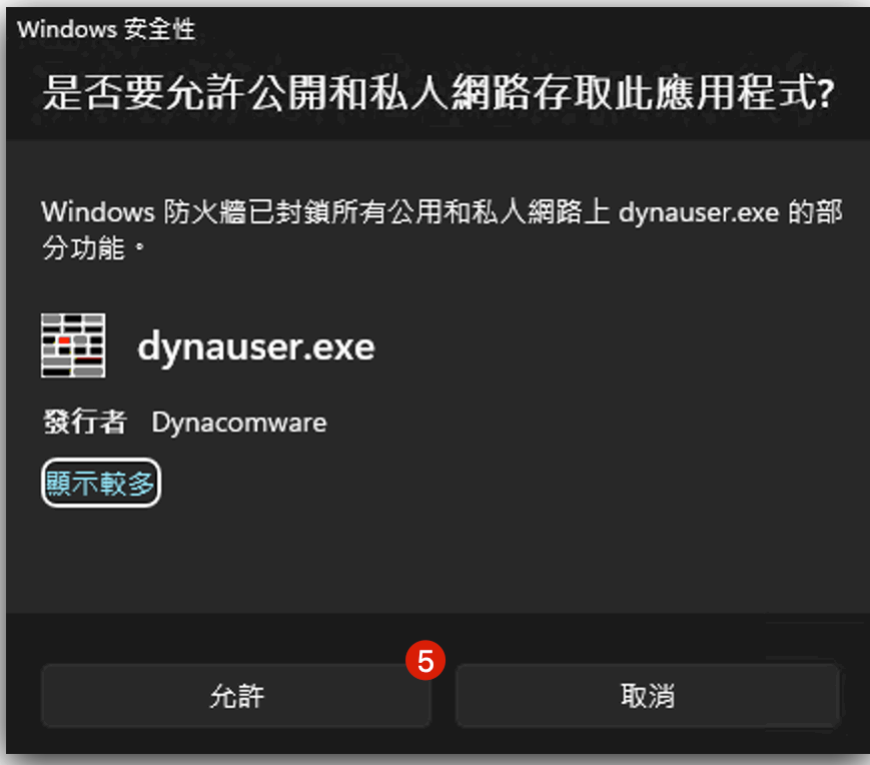 Windows 安全性
是否要允許公開和私人網路存取此應用程式?
Windows 防火牆已封鎖所有公用和私人網路上 dynauser.exe 的部
分功能。
dynauser.exe
發行者 Dynacomware
顯示較多
5
允許 取消